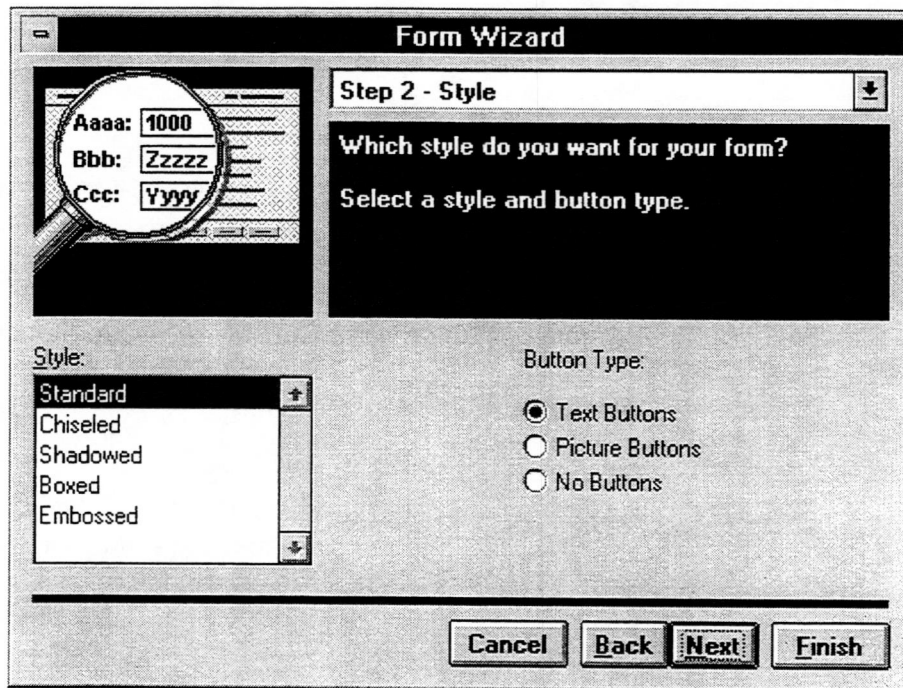 Form Wizard
Aaaa: 1000
Bbb: Zzzzz
Ccc: Yyyy
Step 2 - Style
Which style do you want for your form?
Select a style and button type.
Style:
Standard
Chiseled
Shadowed
Boxed
Embossed
Button Type:
Text Buttons
Picture Buttons
No Buttons
Cancel Back Next Finish